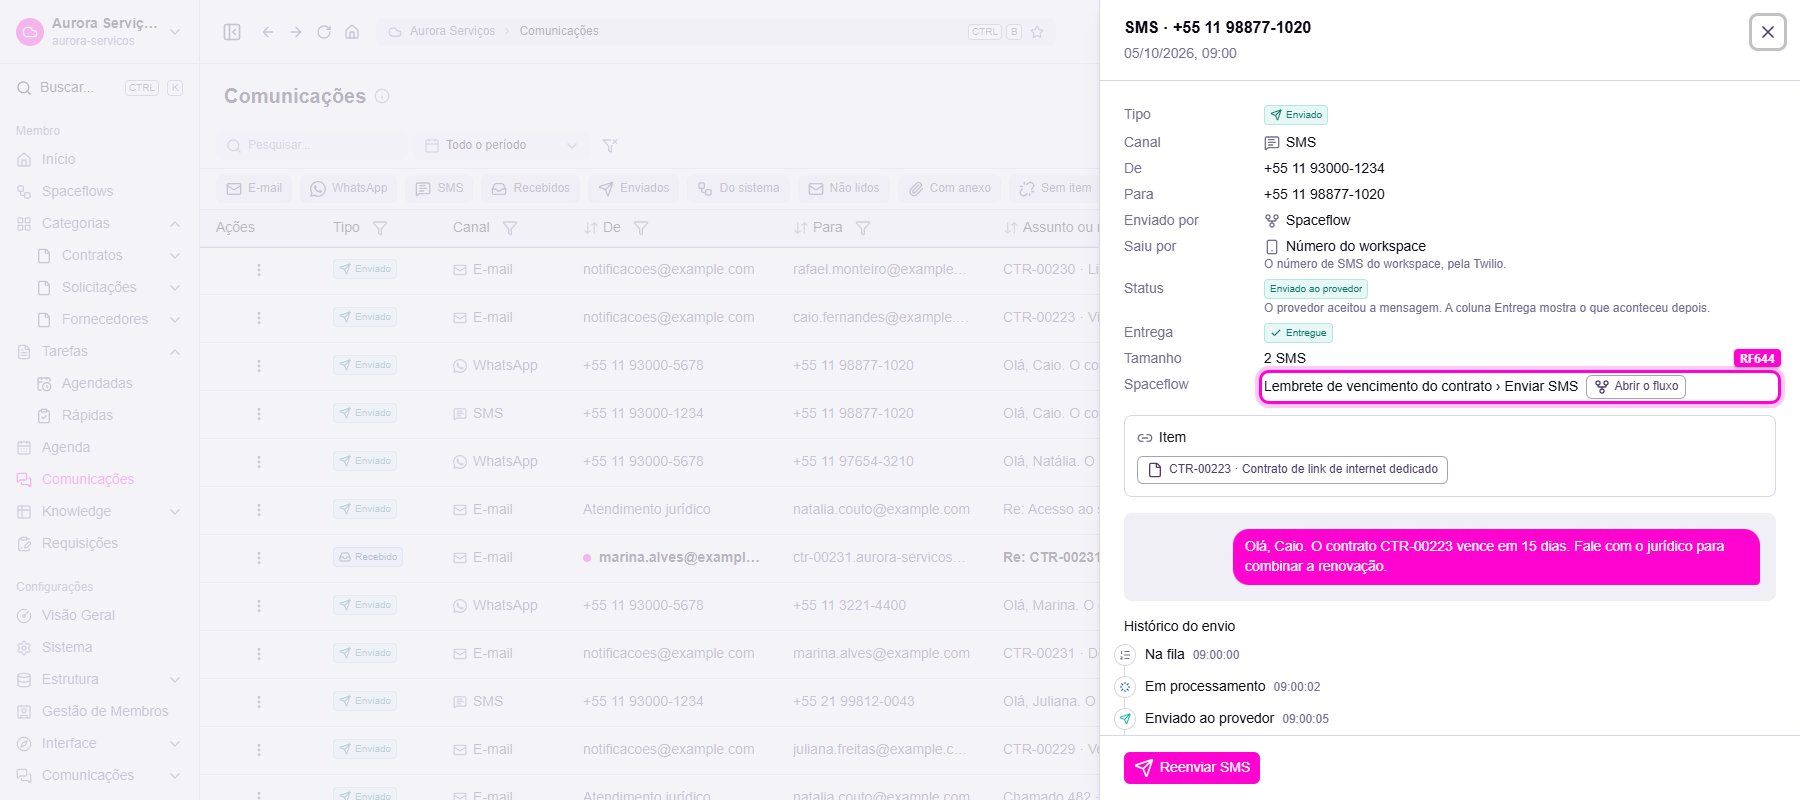 Aurora Serviç...
aurora-servicos
Buscar... CTRL K
Membro
Início
Spaceflows
Categorias
Contratos
Solicitações
Fornecedores
Tarefas
Agendadas
Rápidas
Agenda
Comunicações
Knowledge
Requisições
Configurações
Visão Geral
Sistema
Estrutura
Gestão de Membros
Interface
Comunicações
Aurora Serviços › Comunicações CTRL B
Comunicações
Pesquisar... Todo o período
E-mail WhatsApp SMS Recebidos Enviados Do sistema Não lidos Com anexo Sem item
Ações Tipo Canal De Para Assunto ou
Enviado E-mail notificacoes@example.com rafael.monteiro@example... CTR-00230 · Li
Enviado E-mail notificacoes@example.com caio.fernandes@example.... CTR-00223 · Vi
Enviado WhatsApp +55 11 93000-5678 +55 11 98877-1020 Olá, Caio. O co
Enviado SMS +55 11 93000-1234 +55 11 98877-1020 Olá, Caio. O co
Enviado WhatsApp +55 11 93000-5678 +55 11 97654-3210 Olá, Natália. O
Enviado E-mail Atendimento jurídico natalia.couto@example.com Re: Acesso ao s
Recebido E-mail marina.alves@exampl... ctr-00231.aurora-servicos... Re: CTR-00231
Enviado WhatsApp +55 11 93000-5678 +55 11 3221-4400 Olá, Marina. O
Enviado E-mail notificacoes@example.com marina.alves@example.com CTR-00231 · D
Enviado SMS +55 11 93000-1234 +55 21 99812-0043 Olá, Juliana. O
Enviado E-mail notificacoes@example.com juliana.freitas@example.c... CTR-00229 · Ve
Enviado E-mail Atendimento jurídico natalia.couto@example.com Chamado 482 ·
SMS · +55 11 98877-1020
05/10/2026, 09:00
Tipo Enviado
Canal SMS
De +55 11 93000-1234
Para +55 11 98877-1020
Enviado por Spaceflow
Saiu por Número do workspace
O número de SMS do workspace, pela Twilio.
Status Enviado ao provedor
O provedor aceitou a mensagem. A coluna Entrega mostra o que aconteceu depois.
Entrega Entregue
Tamanho 2 SMS RF644
Spaceflow Lembrete de vencimento do contrato › Enviar SMS Abrir o fluxo
Item
CTR-00223 · Contrato de link de internet dedicado
Olá, Caio. O contrato CTR-00223 vence em 15 dias. Fale com o jurídico para
combinar a renovação.
Histórico do envio
Na fila 09:00:00
Em processamento 09:00:02
Enviado ao provedor 09:00:05
Reenviar SMS